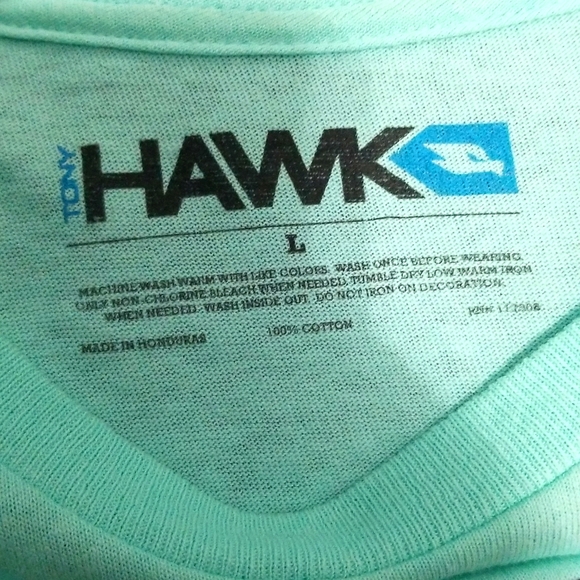 TONY HAWK
L
MACHINE WASH WARM WITH LIKE COLORS. WASH ONCE BEFORE WEARING.
ONLY NON-CHLORINE BLEACH WHEN NEEDED. TUMBLE DRY LOW. WARM IRON
WHEN NEEDED. WASH INSIDE OUT. DO NOT IRON ON DECORATION.
MADE IN HONDURAS 100% COTTON